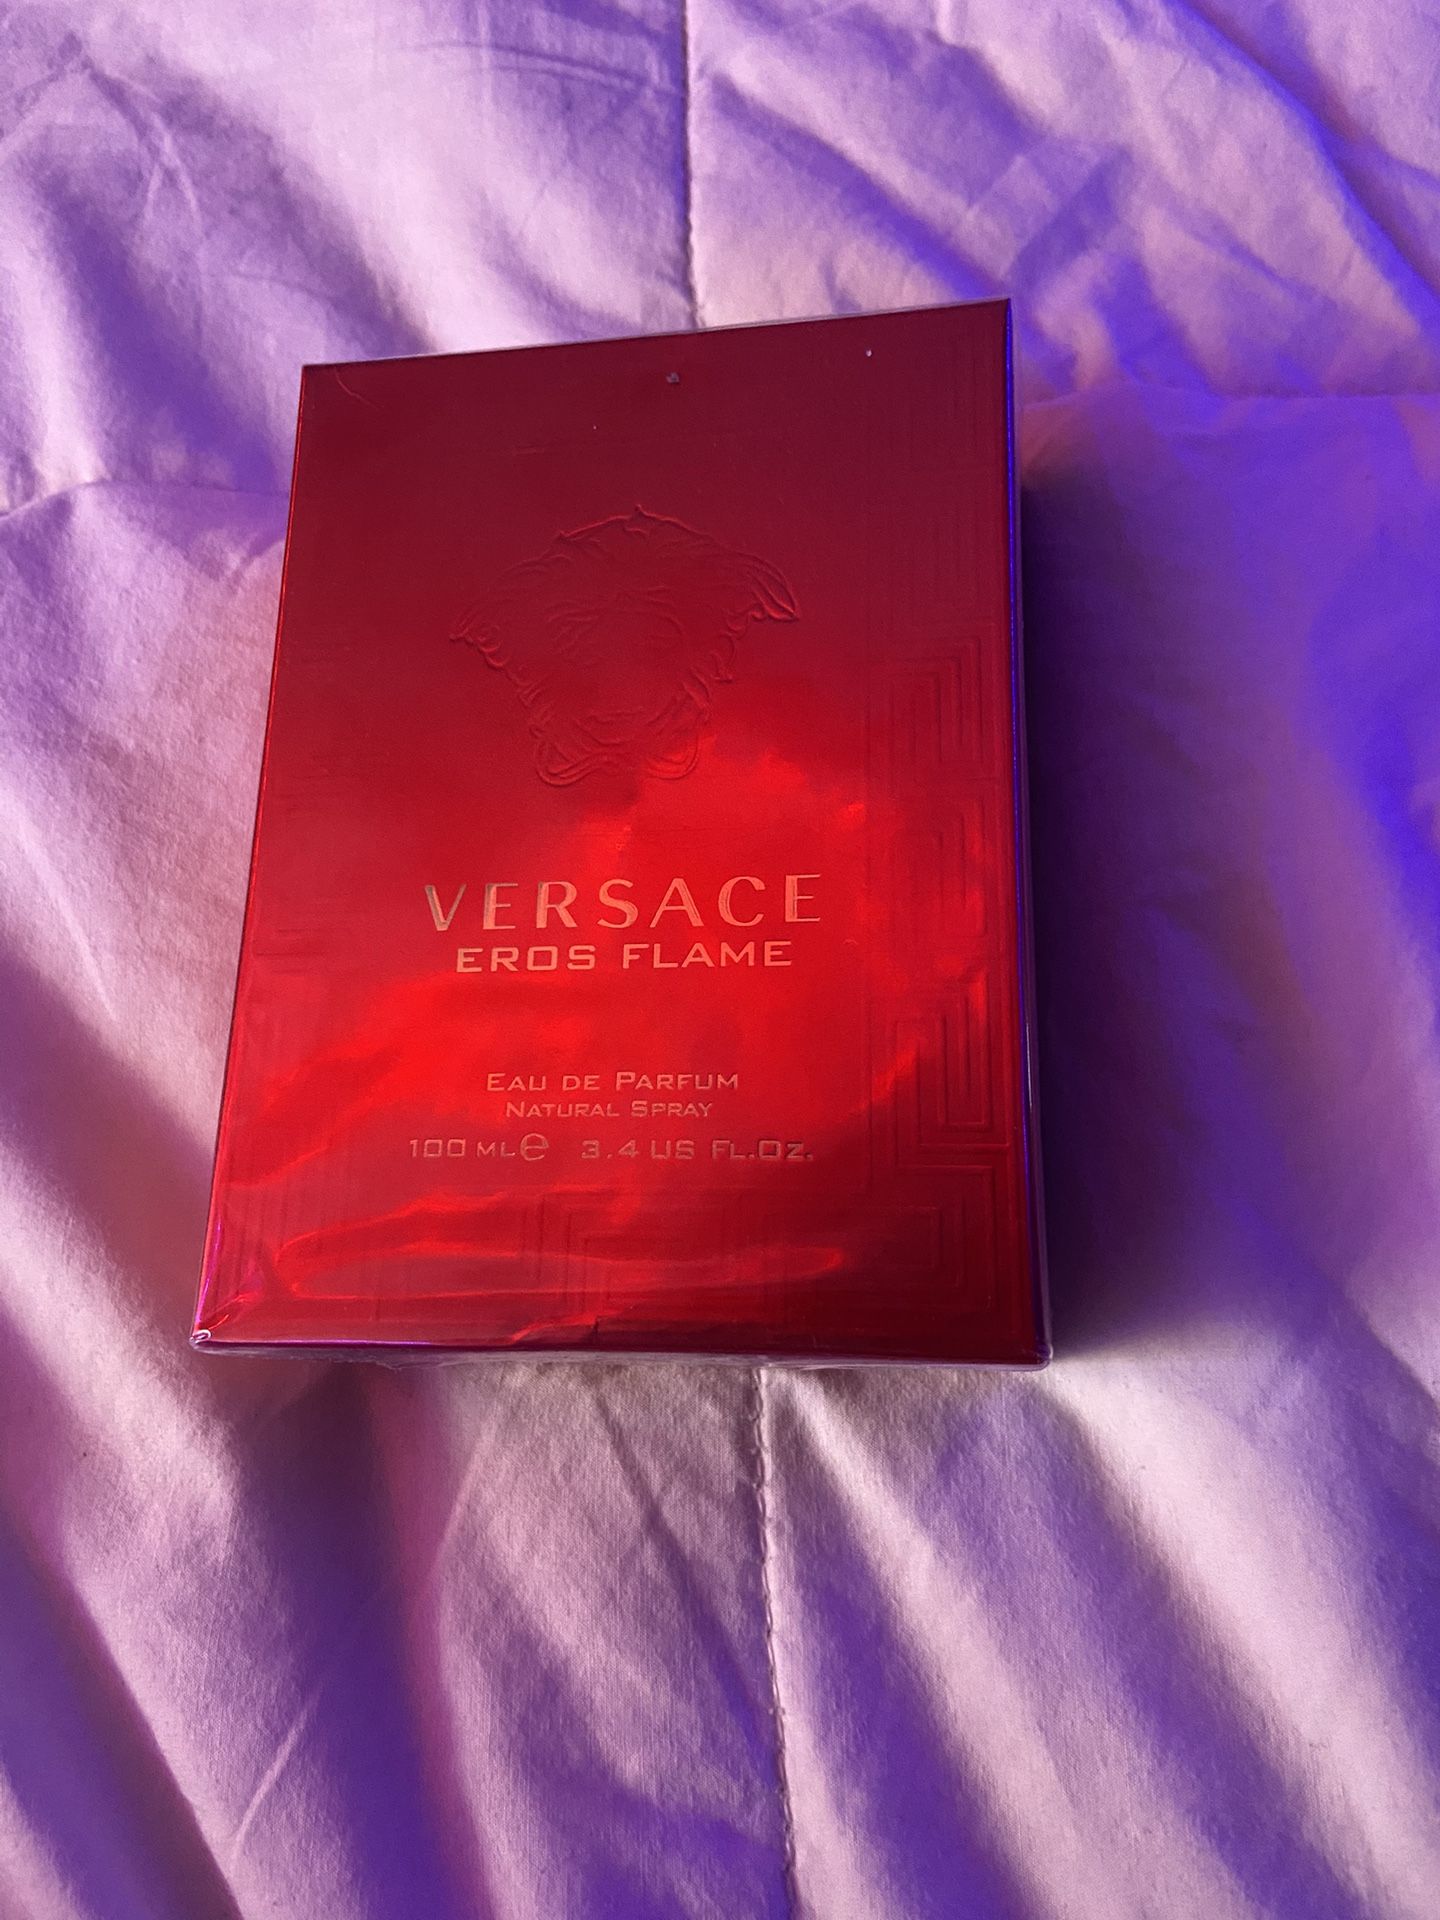 VERSACE
EROS FLAME
EAU DE PARFUM
NATURAL SPRAY
100 ML℮ 3.4 US FL.OZ.